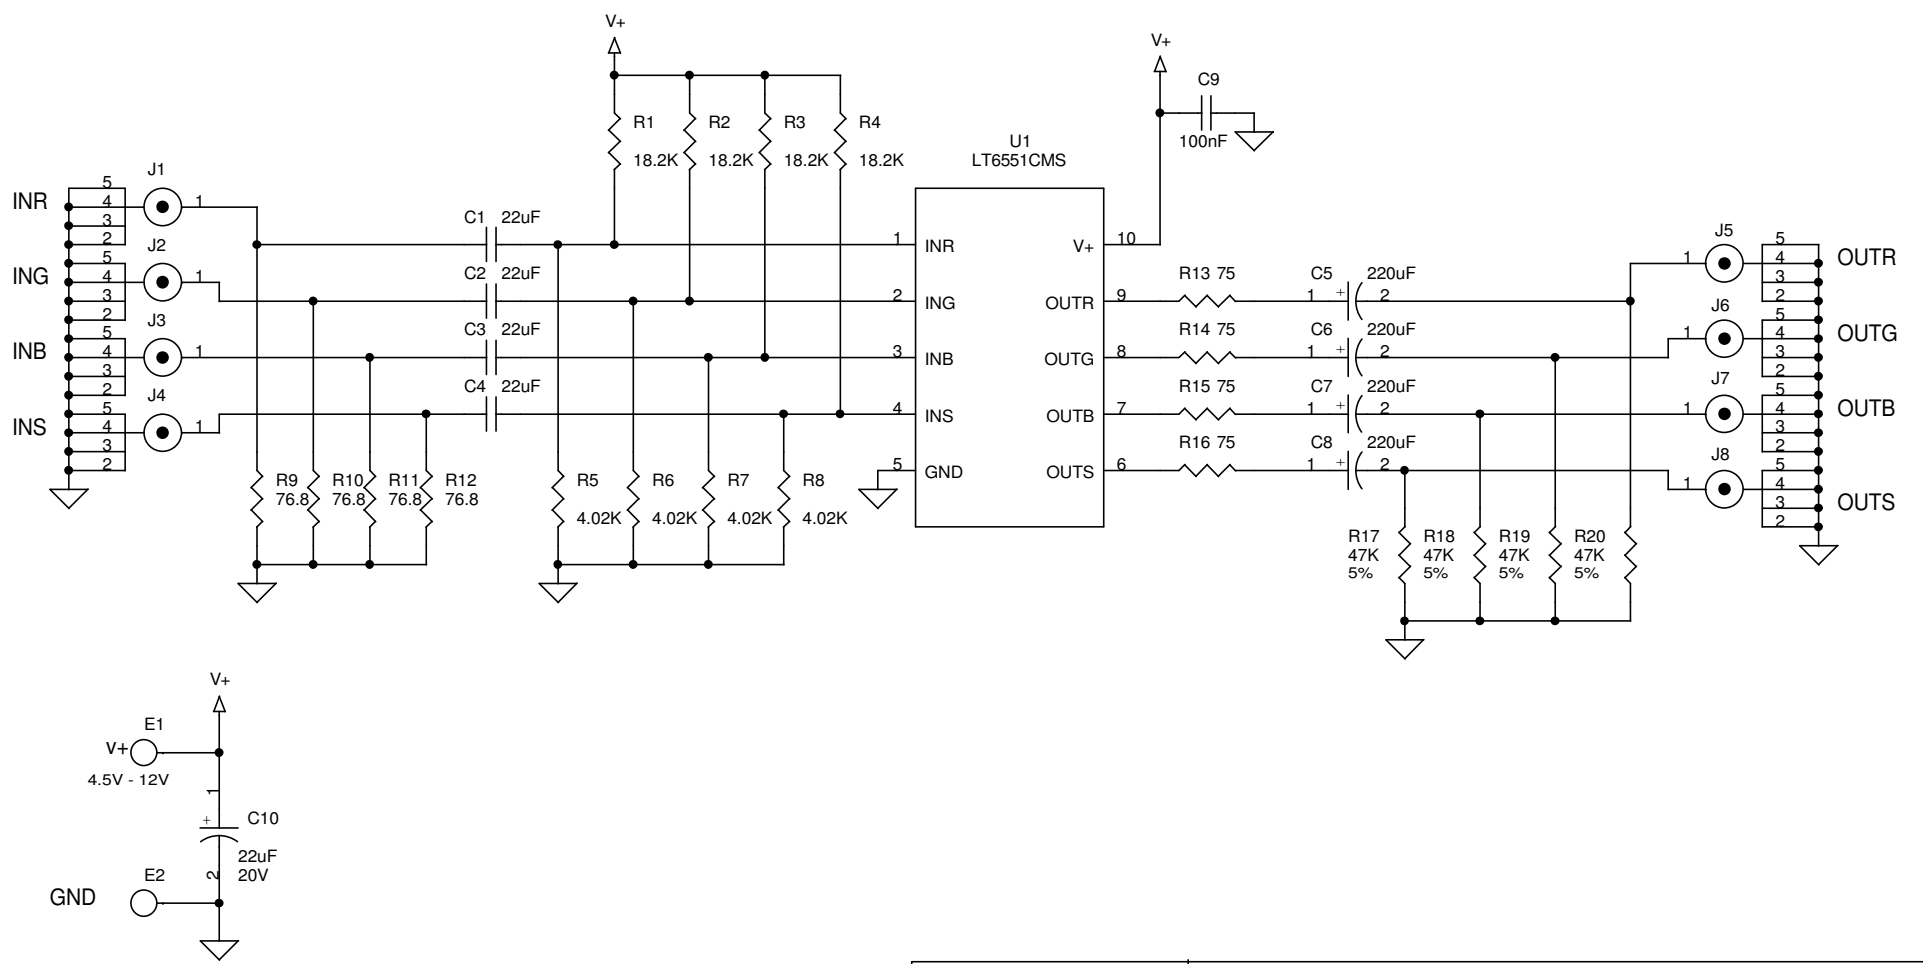 V+
V+
C9
100nF
R1
18.2K
R2
18.2K
R3
18.2K
R4
18.2K
U1
LT6551CMS
INR
5
4
3
2
J1
1
ING
5
4
3
2
J2
1
INB
5
4
3
2
J3
1
INS
5
4
3
2
J4
1
C1 22uF
C2 22uF
C3 22uF
C4 22uF
1 INR
2 ING
3 INB
4 INS
5 GND
V+ 10
OUTR 9
OUTG 8
OUTB 7
OUTS 6
R13 75
R14 75
R15 75
R16 75
C5 220uF
1 + 2
C6 220uF
1 + 2
C7 220uF
1 + 2
C8 220uF
1 + 2
J5
1
5
4
3
2
OUTR
J6
1
5
4
3
2
OUTG
J7
1
5
4
3
2
OUTB
J8
1
5
4
3
2
OUTS
R9
76.8
R10
76.8
R11
76.8
R12
76.8
R5
4.02K
R6
4.02K
R7
4.02K
R8
4.02K
R17
47K
5%
R18
47K
5%
R19
47K
5%
R20
47K
5%
V+
E1
V+
4.5V - 12V
1
+
C10
22uF
20V
2
E2
GND